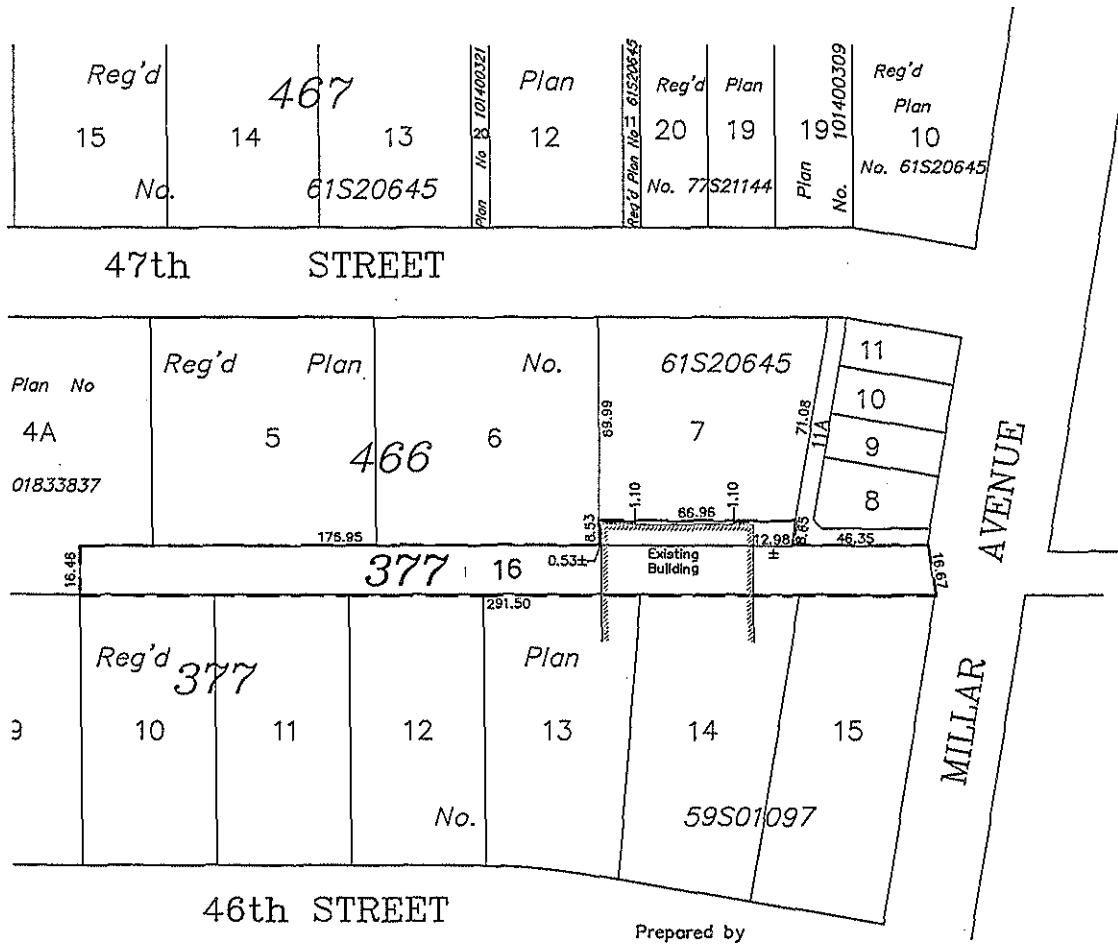 Reg'd
467
Plan
Reg'd Plan
Reg'd
Plan
15 14 13 20 12 11 20 19 19 10
Plan No 101400321
Reg'd Plan No 61S20645
Plan No. 101400309
No. 61S20645
No. 77S21144
No. 61S20645
47th STREET
Reg'd Plan No. 61S20645
11
Plan No
10
4A 5 6 7
69.99
71.08
11A
9
466
01833837
8
1.10 66.96 1.10
8.53
8.65
176.95
12.98±
46.35
16.46
377 16
0.53±
Existing
Building
16.67
291.50
AVENUE
Reg'd
377
Plan
9 10 11 12 13 14 15
MILLAR
No.
59S01097
46th STREET
Prepared by